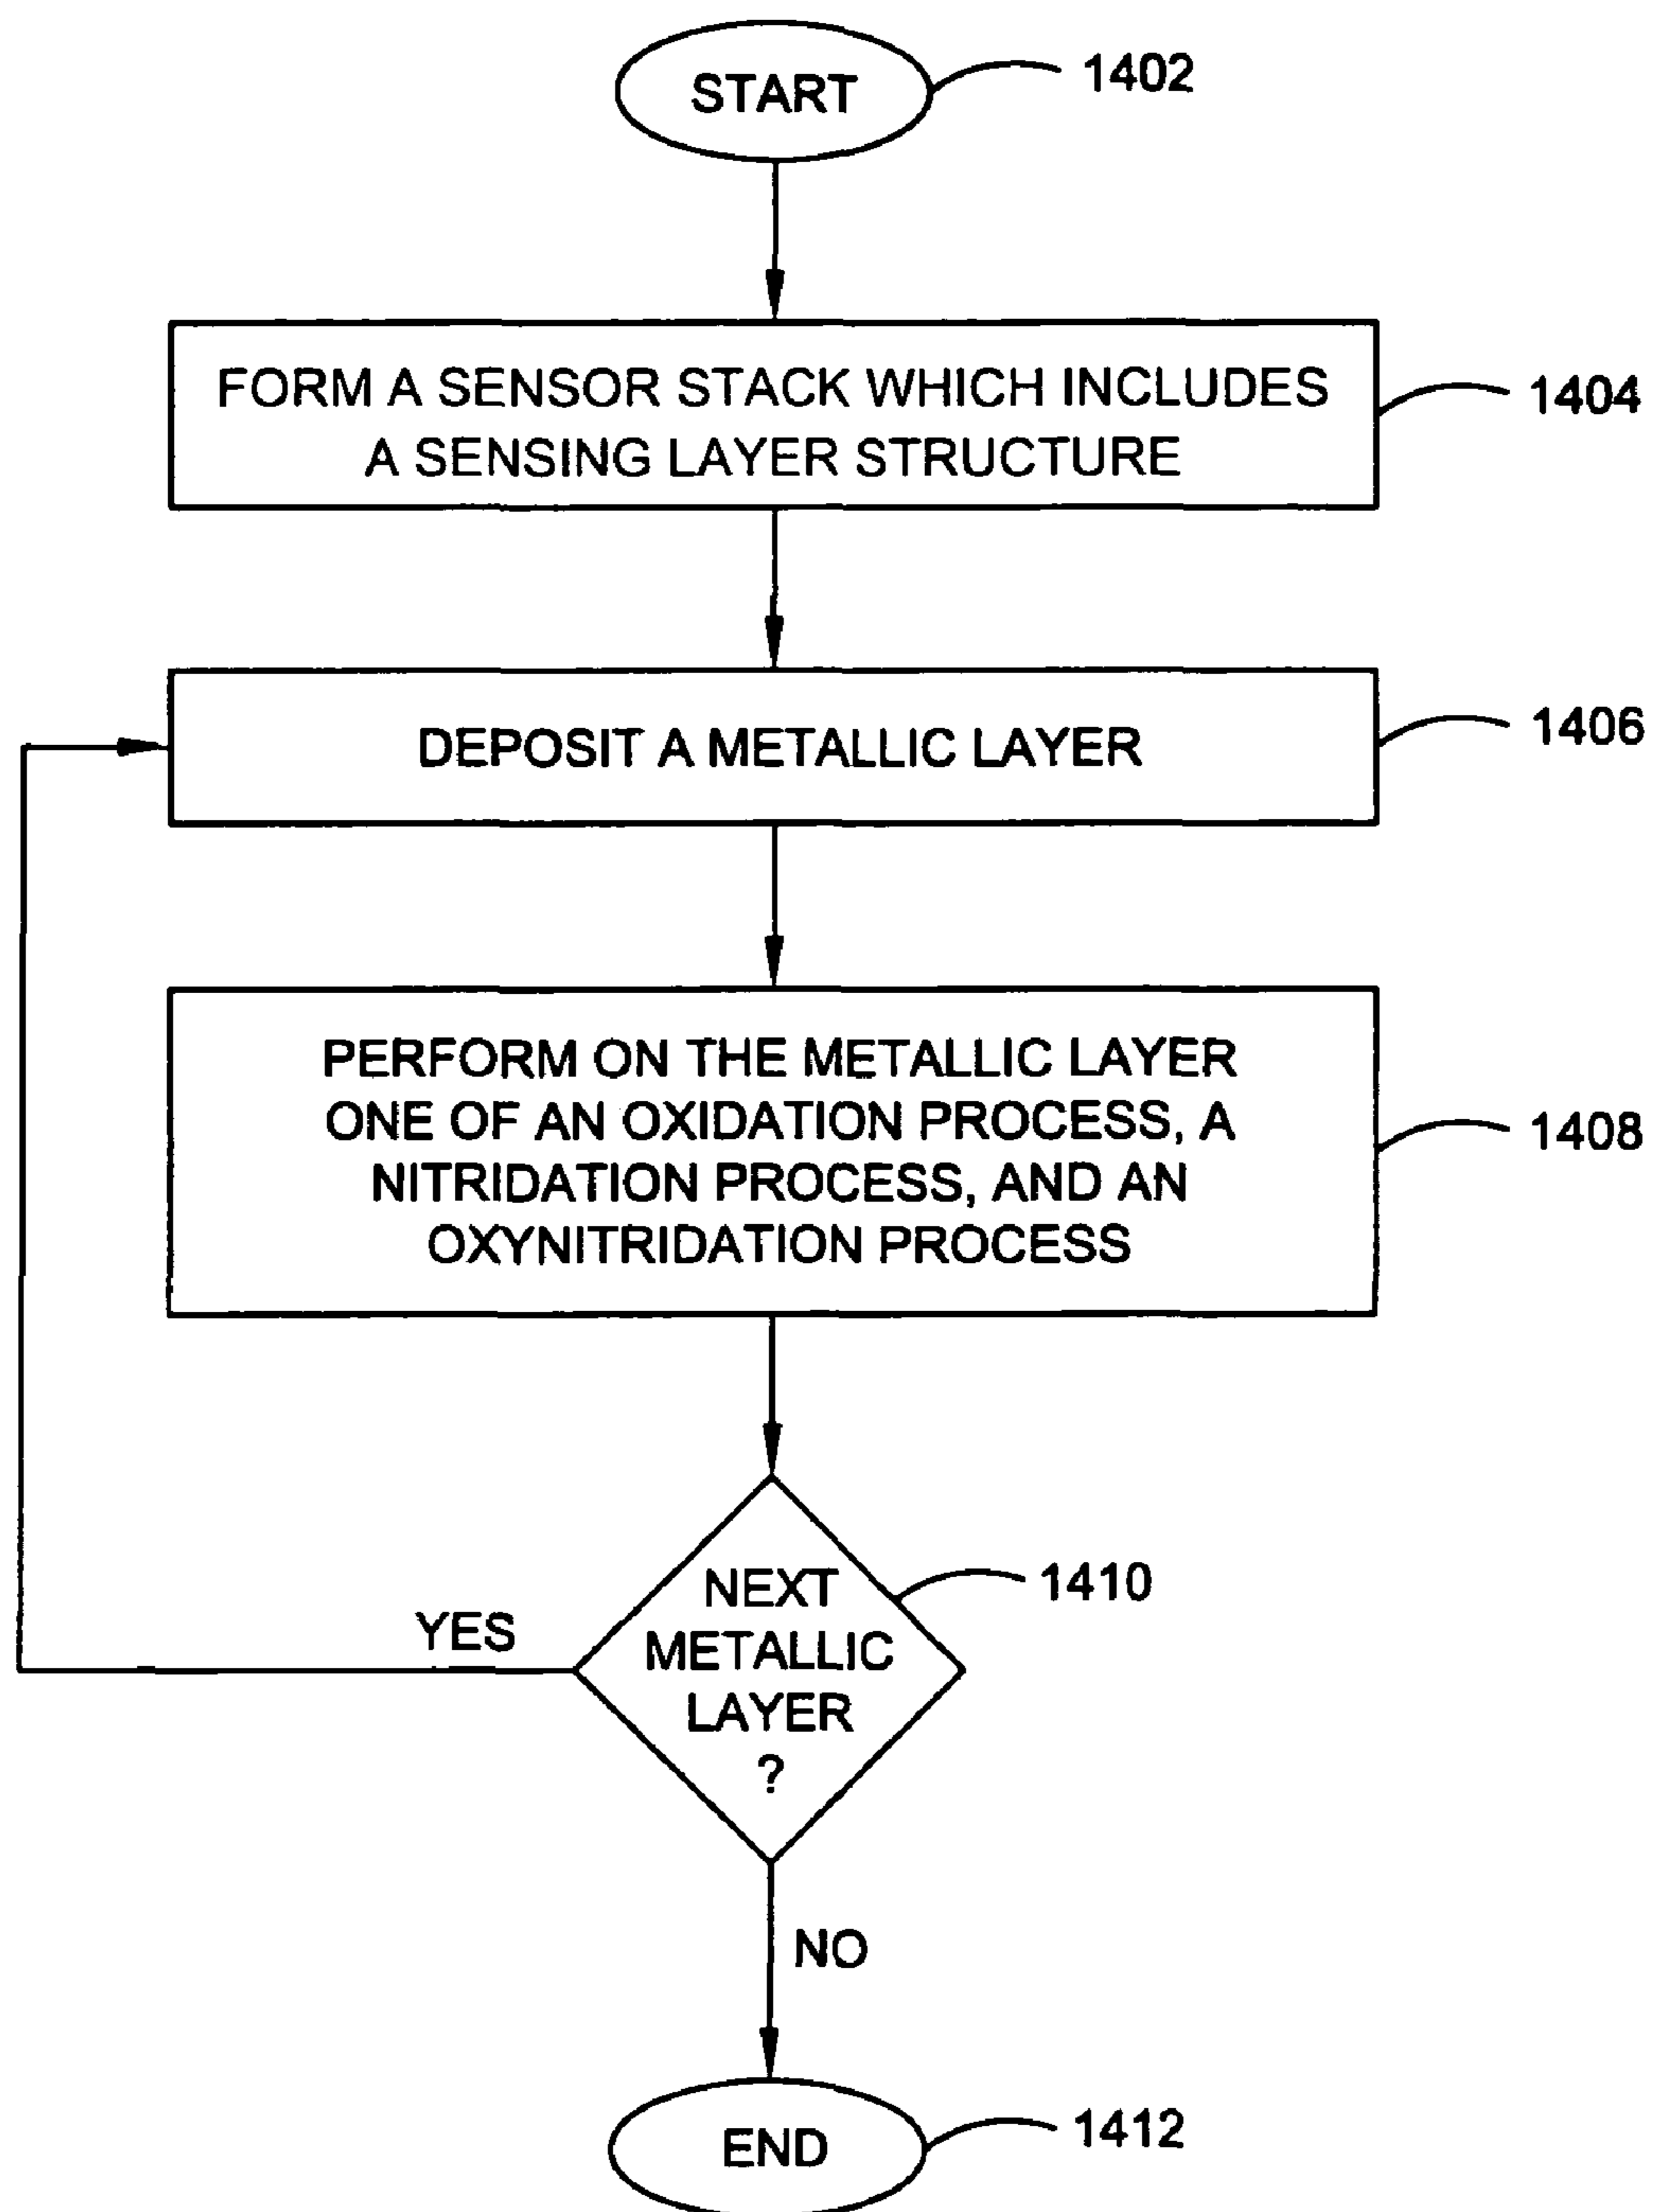 START
1402
FORM A SENSOR STACK WHICH INCLUDES
A SENSING LAYER STRUCTURE
1404
DEPOSIT A METALLIC LAYER
1406
PERFORM ON THE METALLIC LAYER
ONE OF AN OXIDATION PROCESS, A
NITRIDATION PROCESS, AND AN
OXYNITRIDATION PROCESS
1408
NEXT
METALLIC
LAYER
?
1410
YES
NO
END
1412